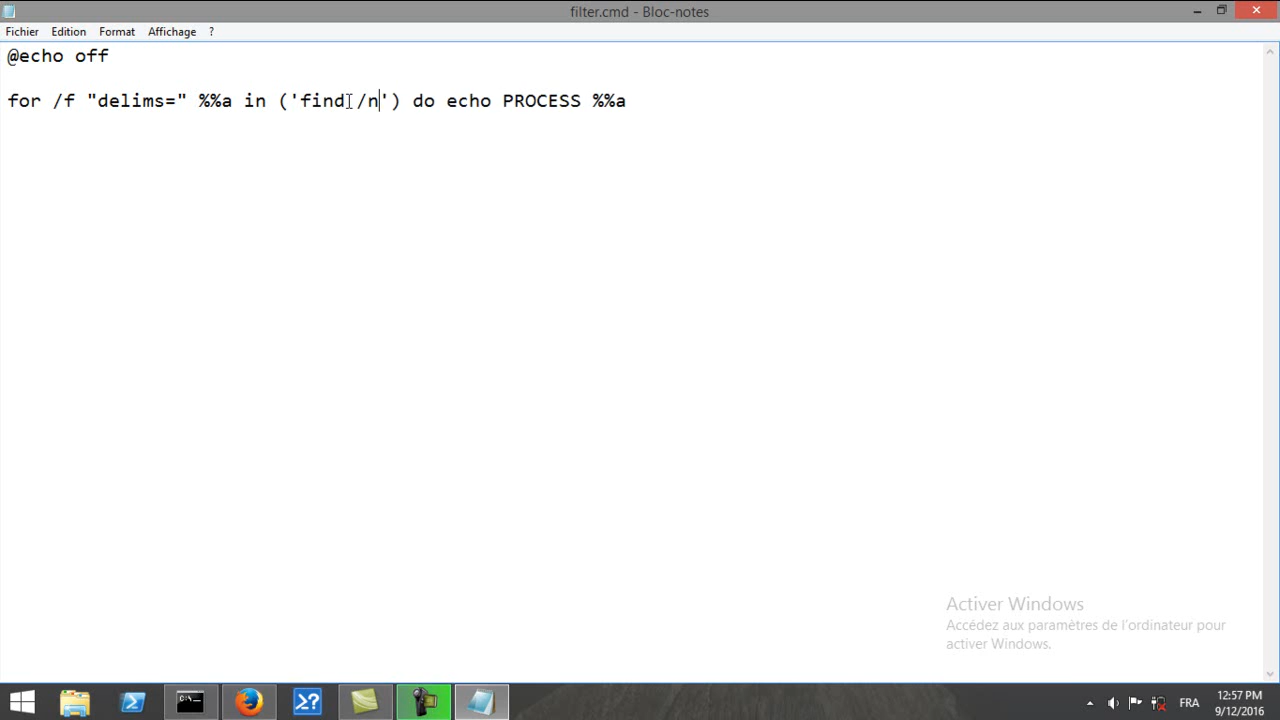 filter.cmd - Bloc-notes
Fichier Edition Format Affichage ?
@echo off
for /f "delims=" %%a in ('find /n') do echo PROCESS %%a
Activer Windows
Accédez aux paramètres de l'ordinateur pour
activer Windows.
C:\_
FRA
12:57 PM
9/12/2016